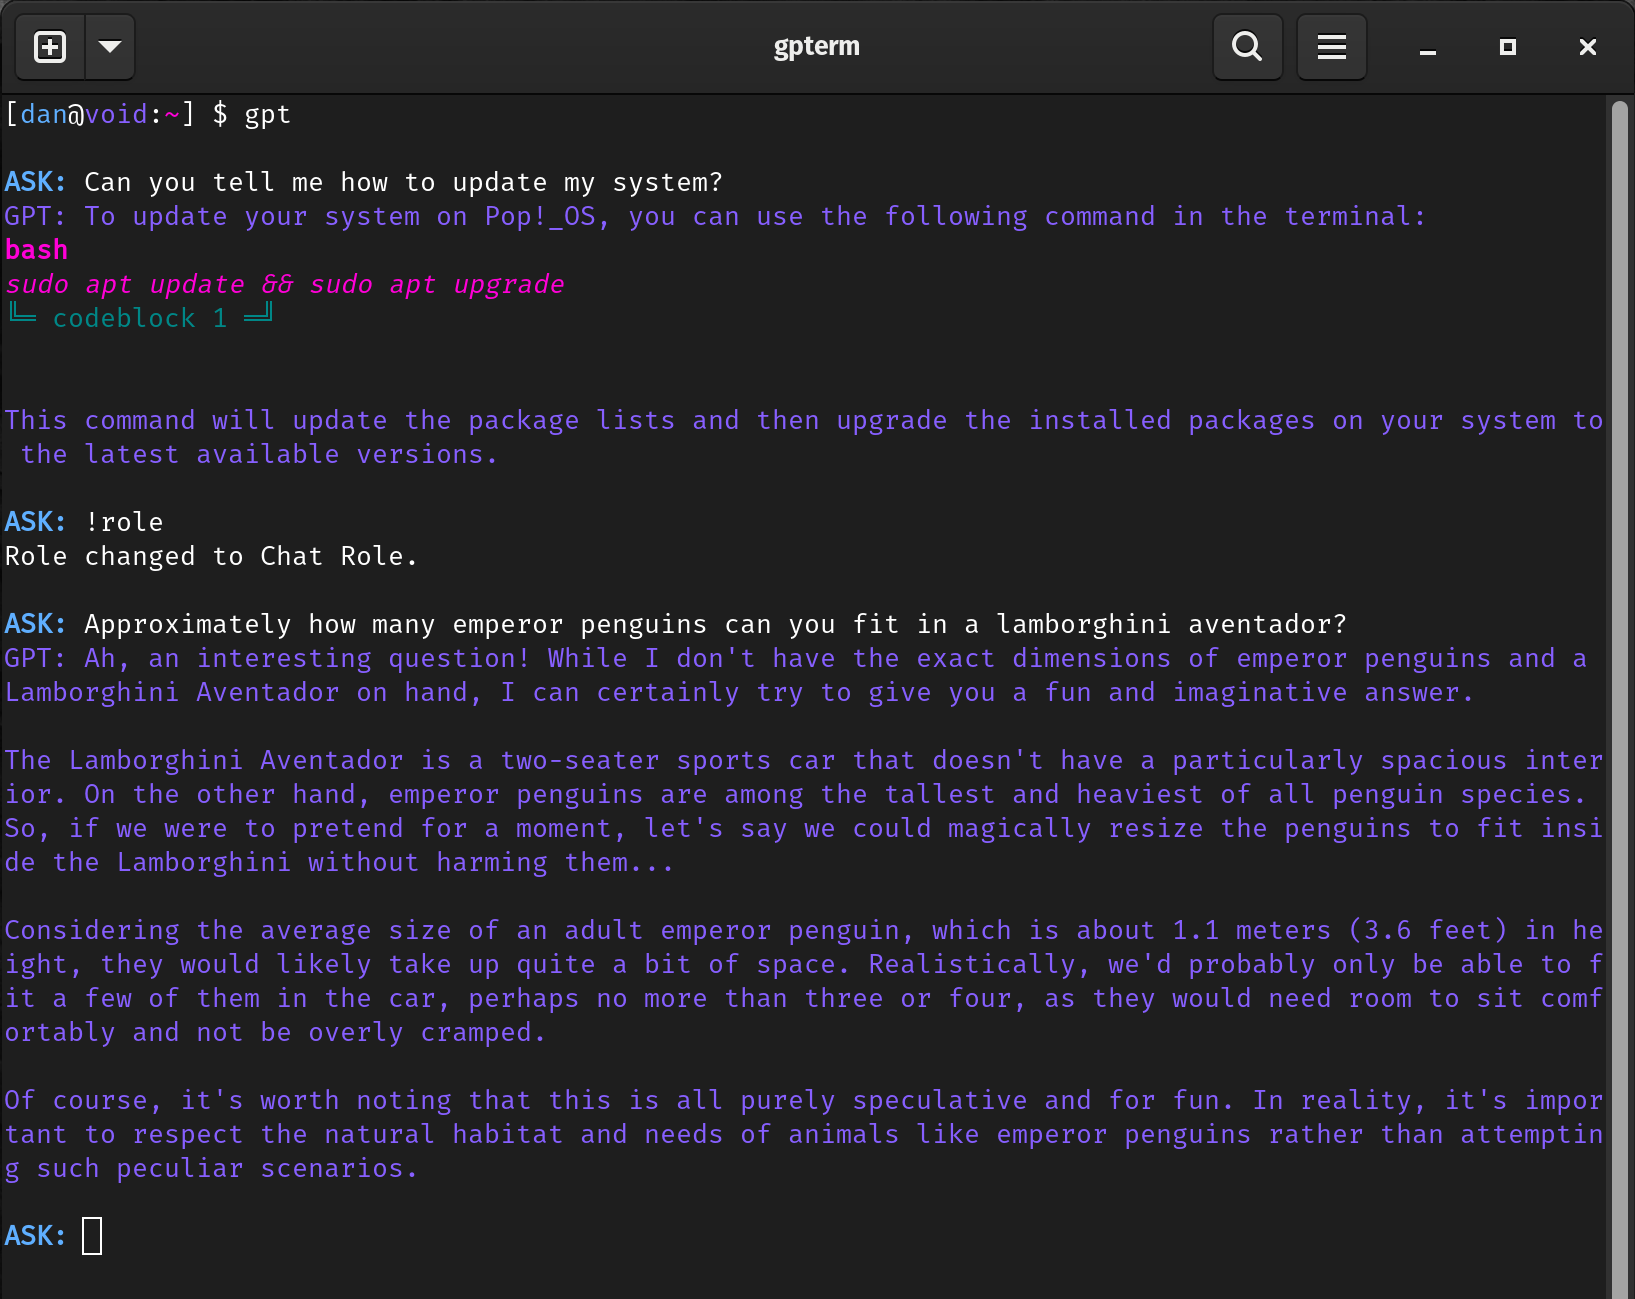 gpterm
[dan@void:~] $ gpt
ASK: Can you tell me how to update my system?
GPT: To update your system on Pop!_OS, you can use the following command in the terminal:
bash
sudo apt update && sudo apt upgrade
╚═ codeblock 1 ═╝
This command will update the package lists and then upgrade the installed packages on your system to
the latest available versions.
ASK: !role
Role changed to Chat Role.
ASK: Approximately how many emperor penguins can you fit in a lamborghini aventador?
GPT: Ah, an interesting question! While I don't have the exact dimensions of emperor penguins and a
Lamborghini Aventador on hand, I can certainly try to give you a fun and imaginative answer.
The Lamborghini Aventador is a two-seater sports car that doesn't have a particularly spacious inter
ior. On the other hand, emperor penguins are among the tallest and heaviest of all penguin species.
So, if we were to pretend for a moment, let's say we could magically resize the penguins to fit insi
de the Lamborghini without harming them...
Considering the average size of an adult emperor penguin, which is about 1.1 meters (3.6 feet) in he
ight, they would likely take up quite a bit of space. Realistically, we'd probably only be able to f
it a few of them in the car, perhaps no more than three or four, as they would need room to sit comf
ortably and not be overly cramped.
Of course, it's worth noting that this is all purely speculative and for fun. In reality, it's impor
tant to respect the natural habitat and needs of animals like emperor penguins rather than attemptin
g such peculiar scenarios.
ASK: